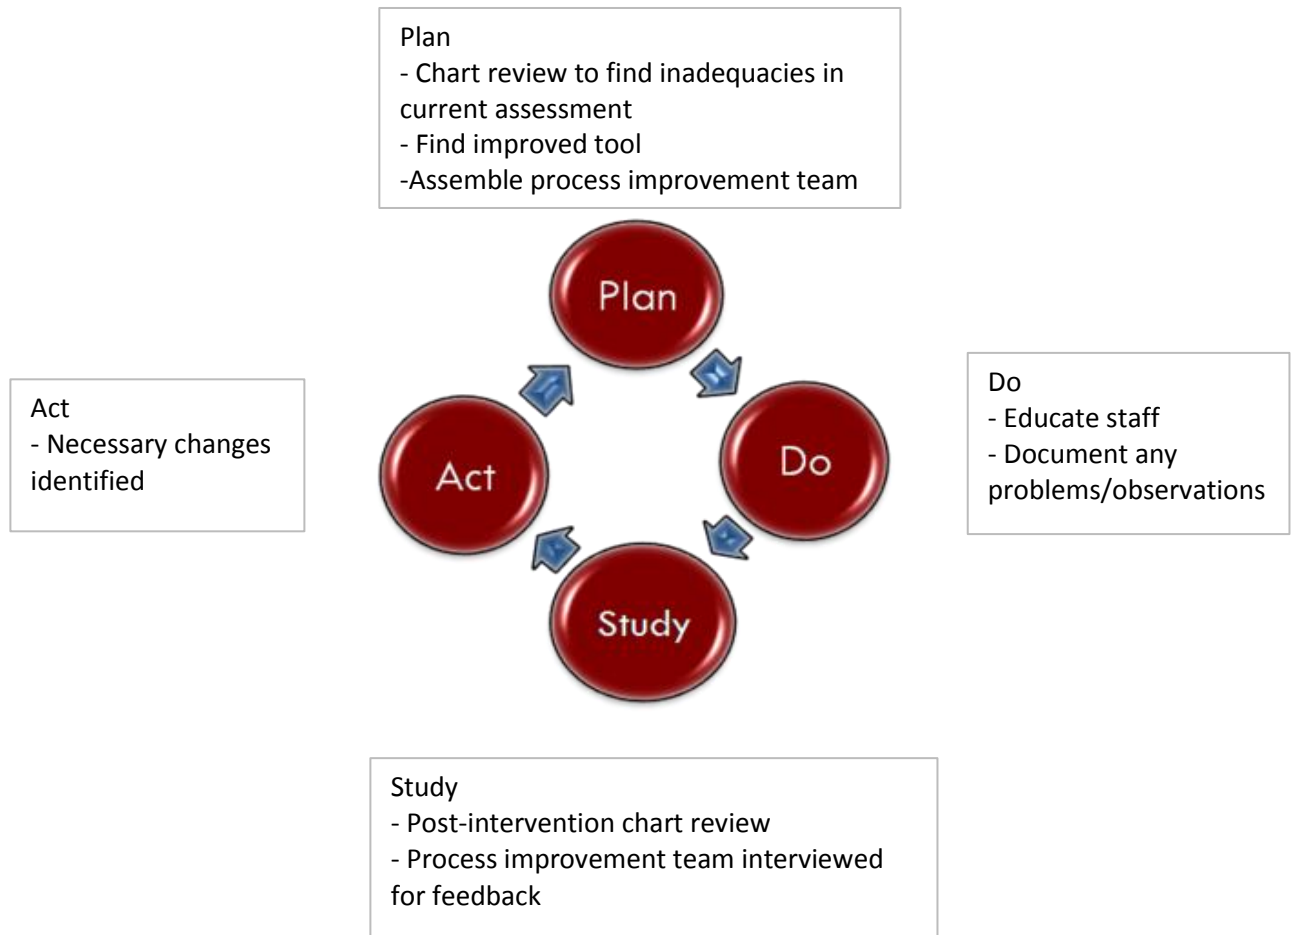 Plan
- Chart review to find inadequacies in
current assessment
- Find improved tool
-Assemble process improvement team
Plan
Act
- Necessary changes
identified
Act
Do
Do
- Educate staff
- Document any
problems/observations
Study
Study
- Post-intervention chart review
- Process improvement team interviewed
for feedback